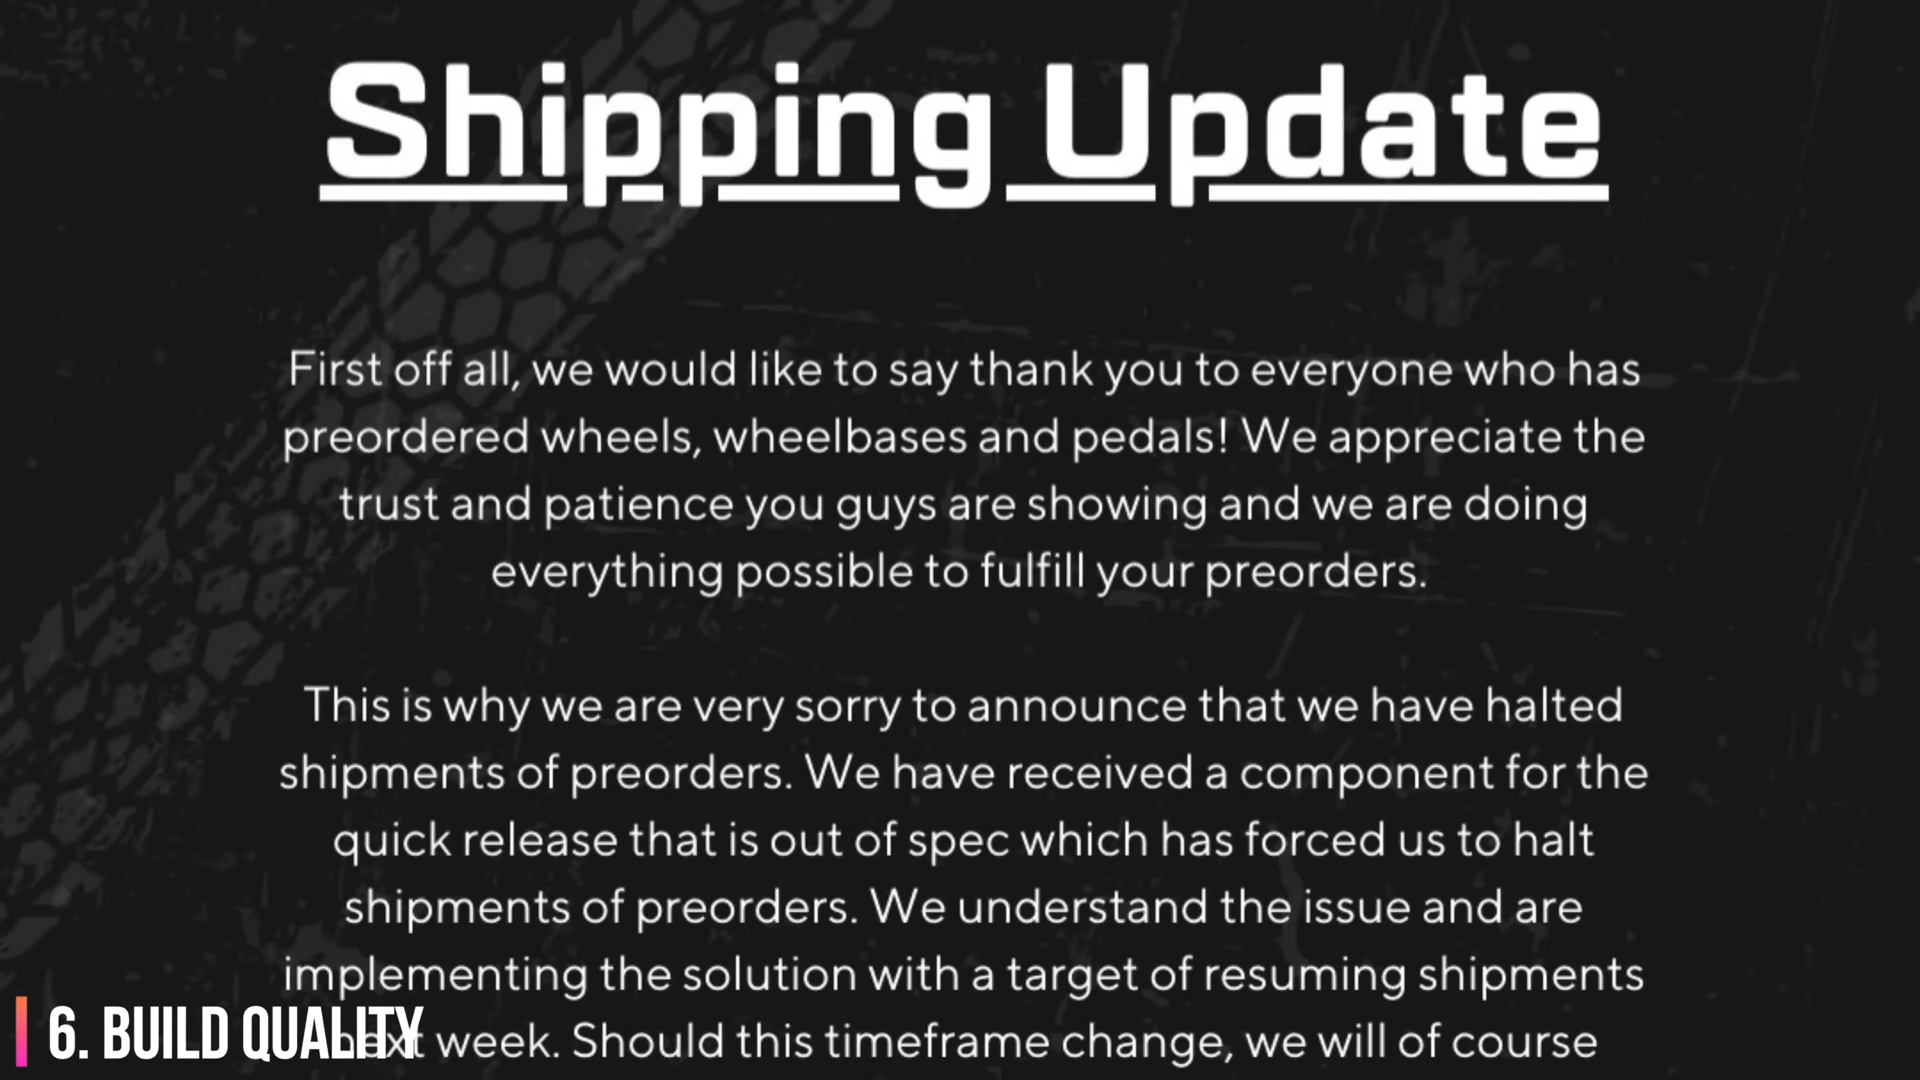 Shipping Update
First off all, we would like to say thank you to everyone who has
preordered wheels, wheelbases and pedals! We appreciate the
trust and patience you guys are showing and we are doing
everything possible to fulfill your preorders.
This is why we are very sorry to announce that we have halted
shipments of preorders. We have received a component for the
quick release that is out of spec which has forced us to halt
shipments of preorders. We understand the issue and are
implementing the solution with a target of resuming shipments
next week. Should this timeframe change, we will of course
6. BUILD QUALITY